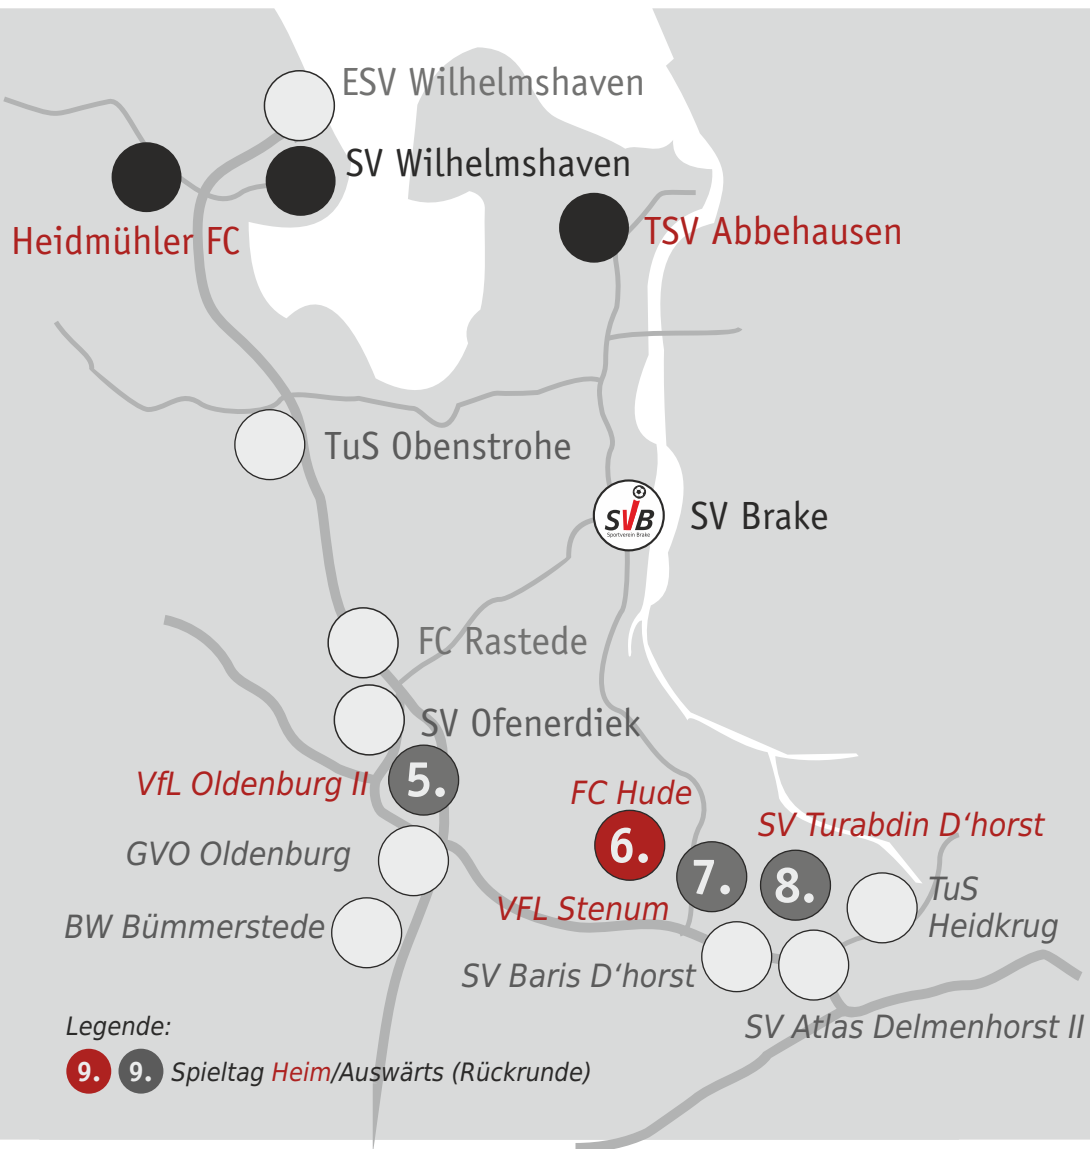 ESV Wilhelmshaven
SV Wilhelmshaven
Heidmühler FC
TSV Abbehausen
TuS Obenstrohe
SVB
Sportverein Brake
SV Brake
FC Rastede
SV Ofenerdiek
VfL Oldenburg II
5.
FC Hude
6.
SV Turabdin D‘horst
GVO Oldenburg
7.
8.
TuS
Heidkrug
VFL Stenum
BW Bümmerstede
SV Baris D‘horst
SV Atlas Delmenhorst II
Legende:
9. 9. Spieltag Heim/Auswärts (Rückrunde)